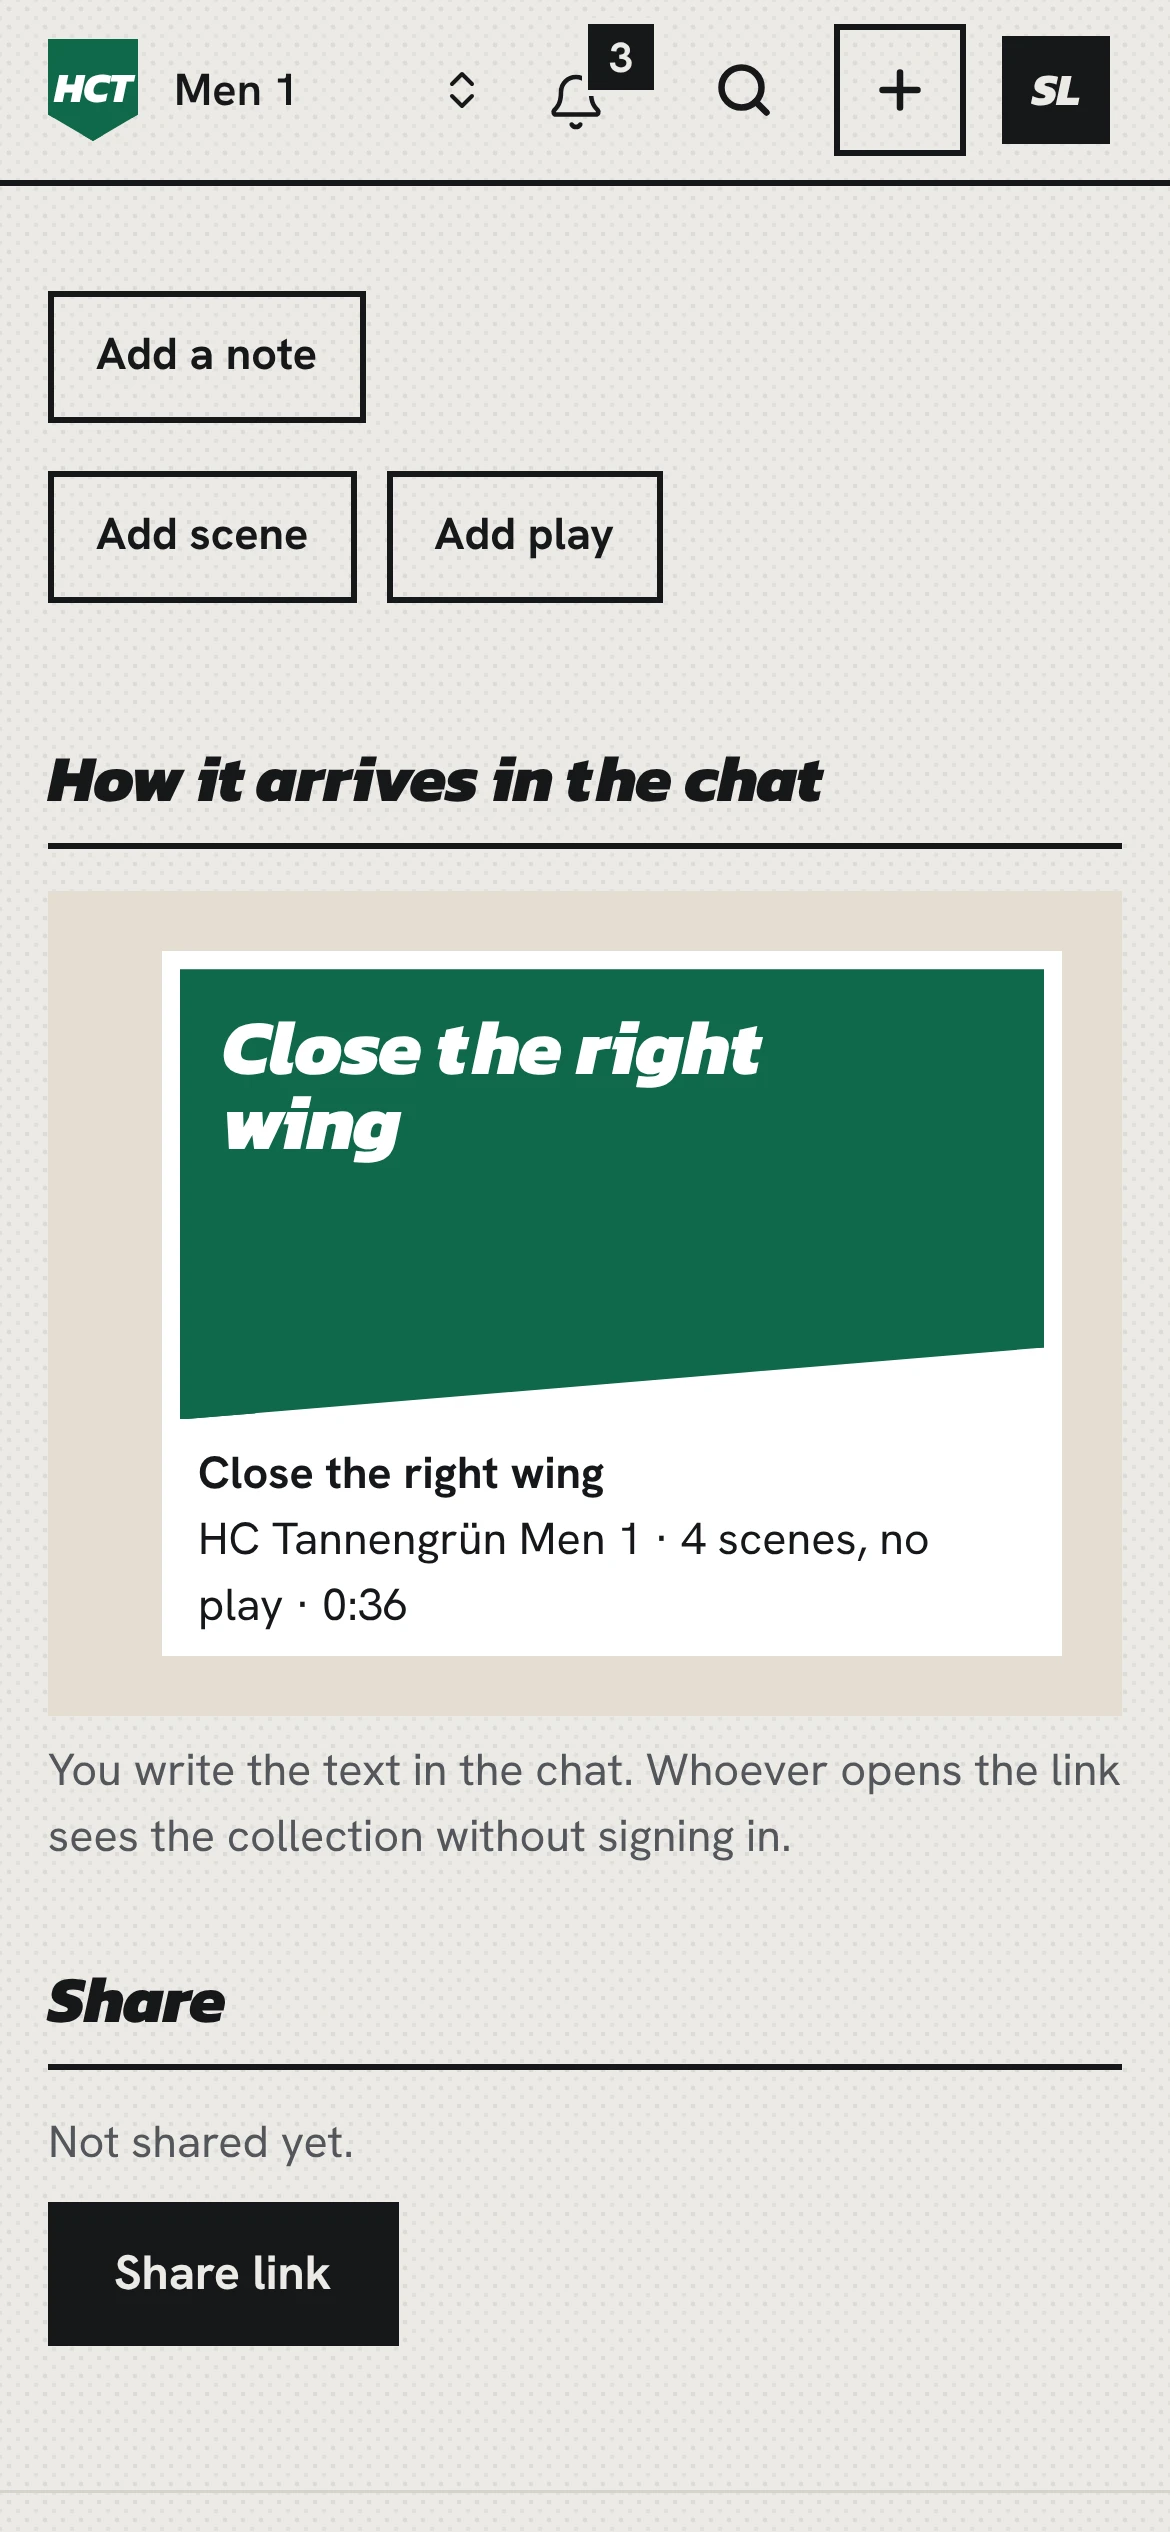 HCT
Men 1
3
SL
Add a note
Add scene
Add play
How it arrives in the chat
Close the right
wing
Close the right wing
HC Tannengrün Men 1 · 4 scenes, no
play · 0:36
You write the text in the chat. Whoever opens the link
sees the collection without signing in.
Share
Not shared yet.
Share link